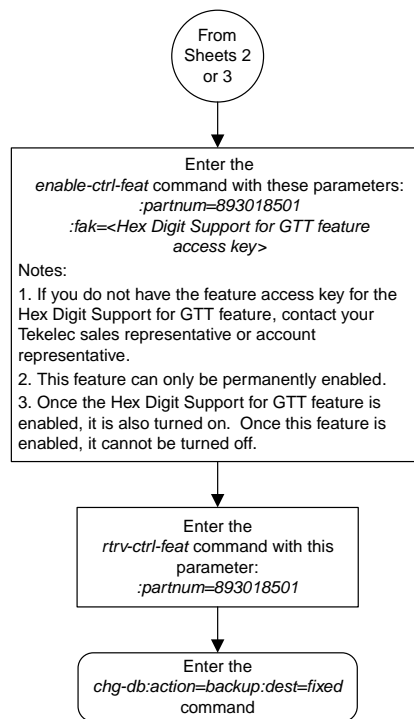 From
Sheets 2
or 3
Enter the
enable-ctrl-feat command with these parameters:
:partnum=893018501
:fak=<Hex Digit Support for GTT feature
access key>
Notes:
1. If you do not have the feature access key for the
Hex Digit Support for GTT feature, contact your
Tekelec sales representative or account
representative.
2. This feature can only be permanently enabled.
3. Once the Hex Digit Support for GTT feature is
enabled, it is also turned on. Once this feature is
enabled, it cannot be turned off.
Enter the
rtrv-ctrl-feat command with this
parameter:
:partnum=893018501
Enter the
chg-db:action=backup:dest=fixed
command